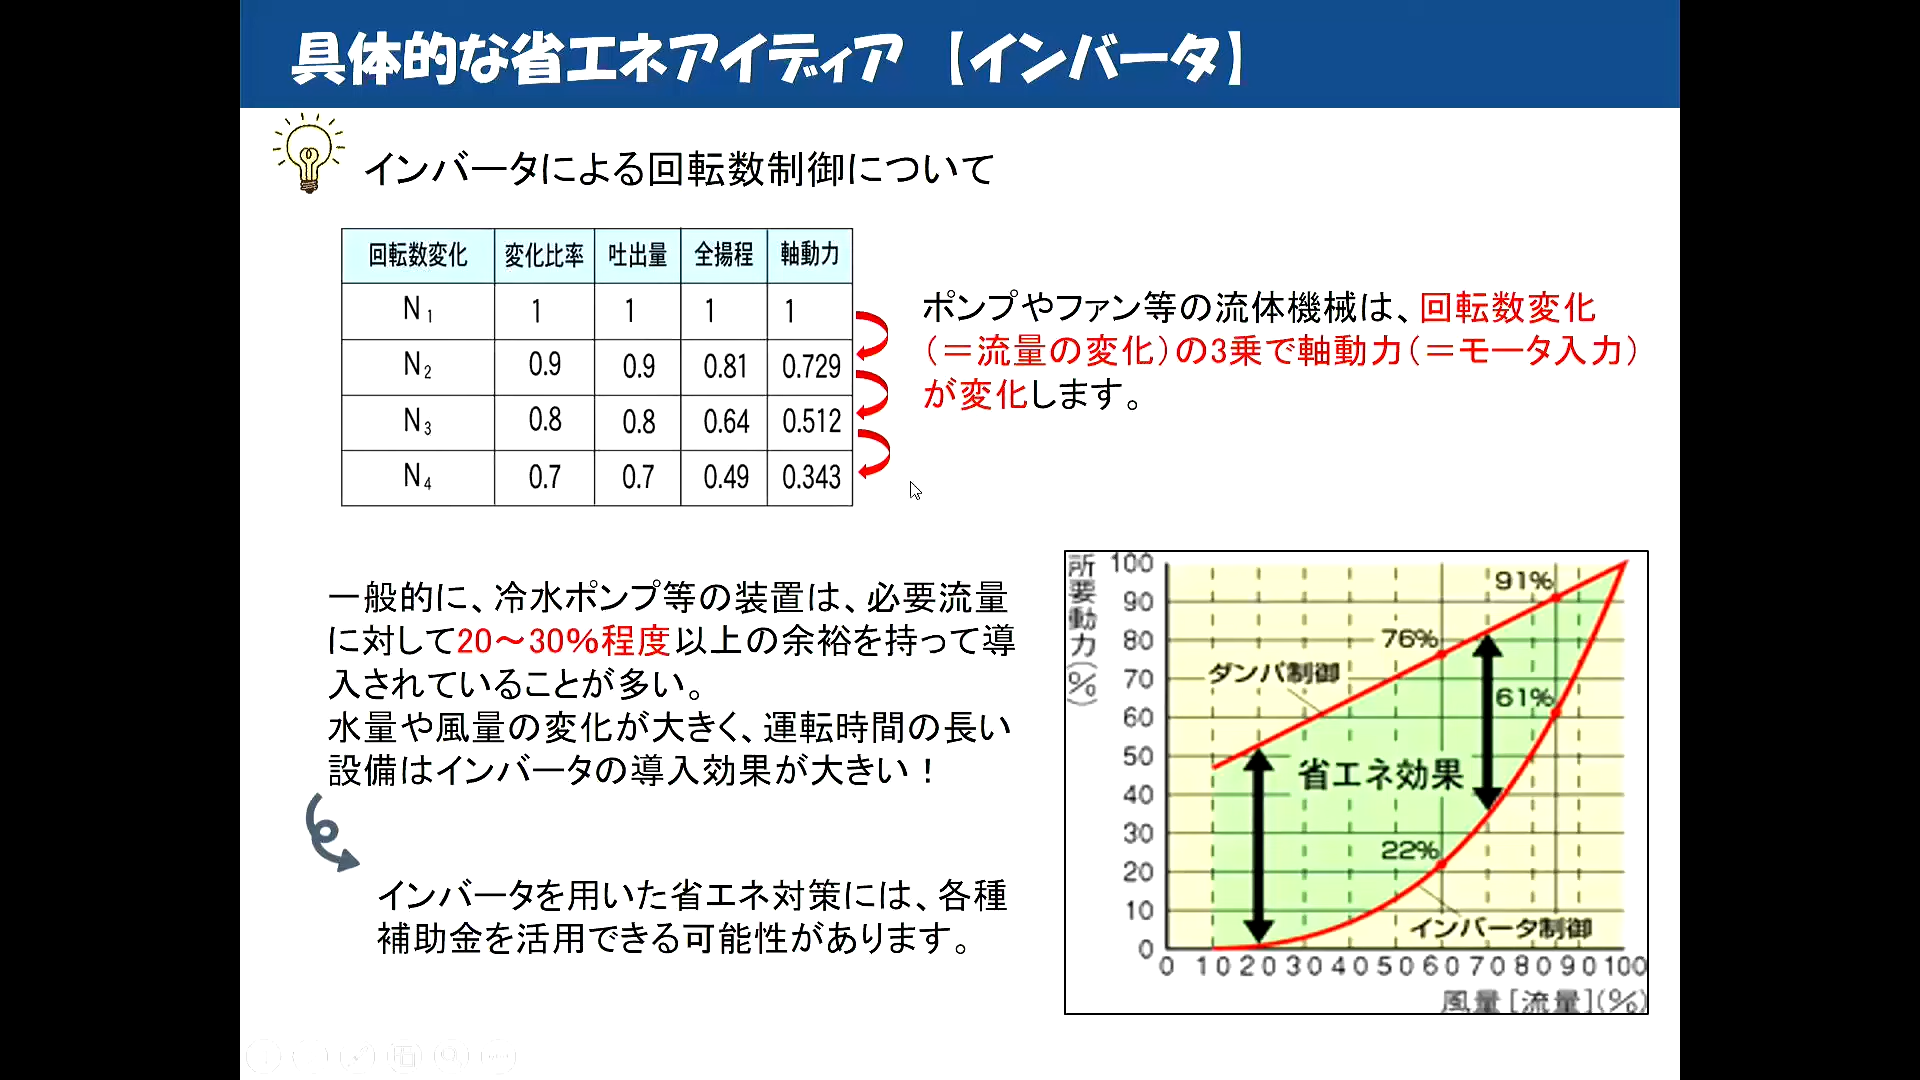 具体的な省エネアイディア 【インバータ】
インバータによる回転数制御について
回転数変化 変化比率 吐出量 全揚程 軸動力
N1 1 1 1 1
N2 0.9 0.9 0.81 0.729
N3 0.8 0.8 0.64 0.512
N4 0.7 0.7 0.49 0.343
ポンプやファン等の流体機械は、回転数変化
（＝流量の変化）の3乗で軸動力（＝モータ入力）
が変化します。
一般的に、冷水ポンプ等の装置は、必要流量
に対して20～30%程度以上の余裕を持って導
入されていることが多い。
水量や風量の変化が大きく、運転時間の長い
設備はインバータの導入効果が大きい！
インバータを用いた省エネ対策には、各種
補助金を活用できる可能性があります。
所要動力(%)
100
90
80
70
60
50
40
30
20
10
0
91%
76%
ダンパ制御
61%
省エネ効果
22%
インバータ制御
0 10 20 30 40 50 60 70 80 90 100
風量[流量](%)